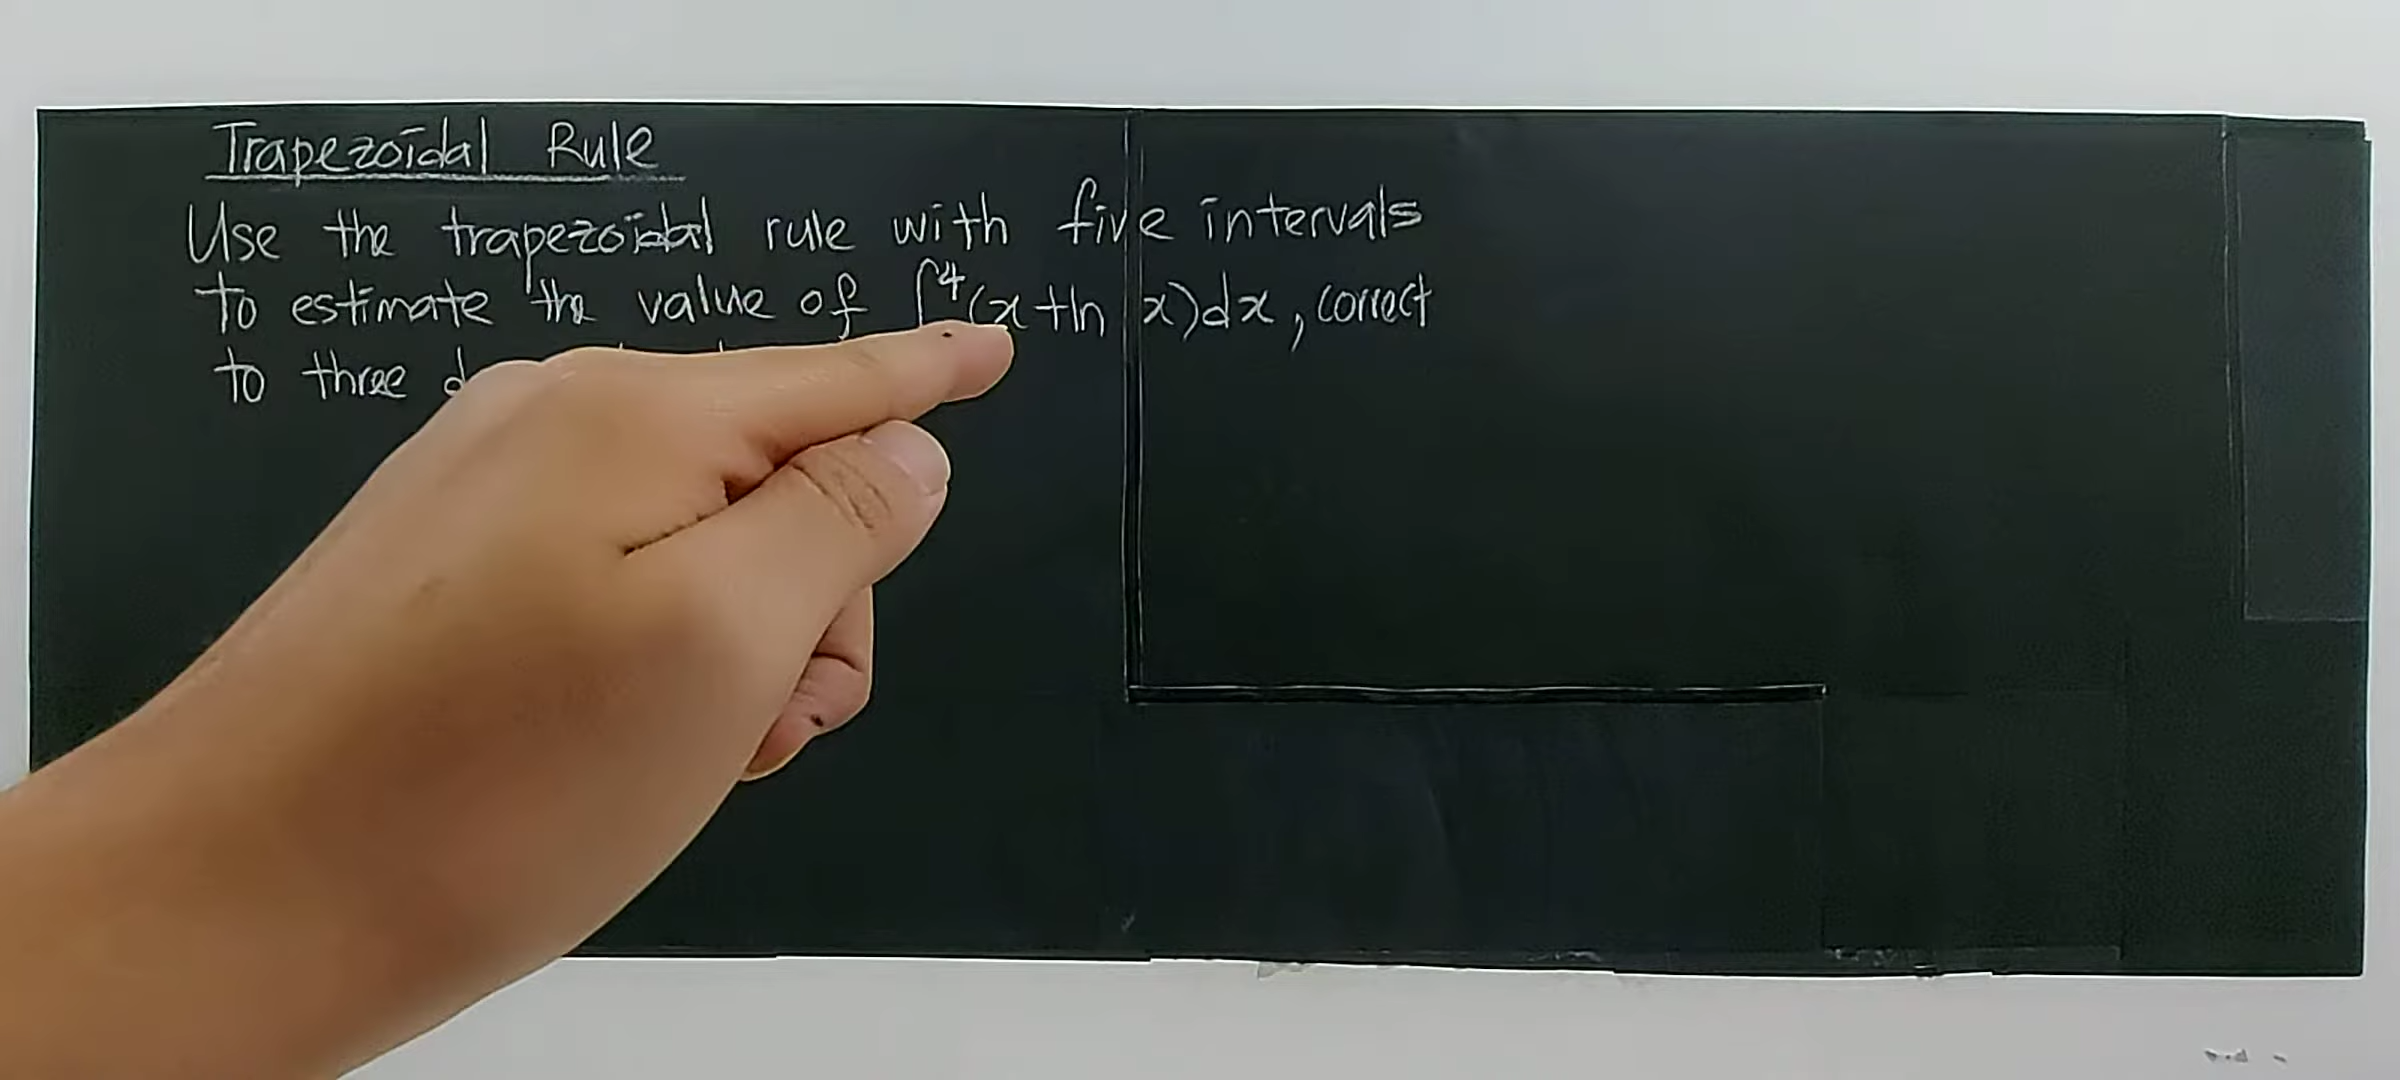 Trapezoidal Rule
Use the trapezoidal rule with five intervals
to estimate the value of ∫⁴(x+ln x)dx, correct
to three